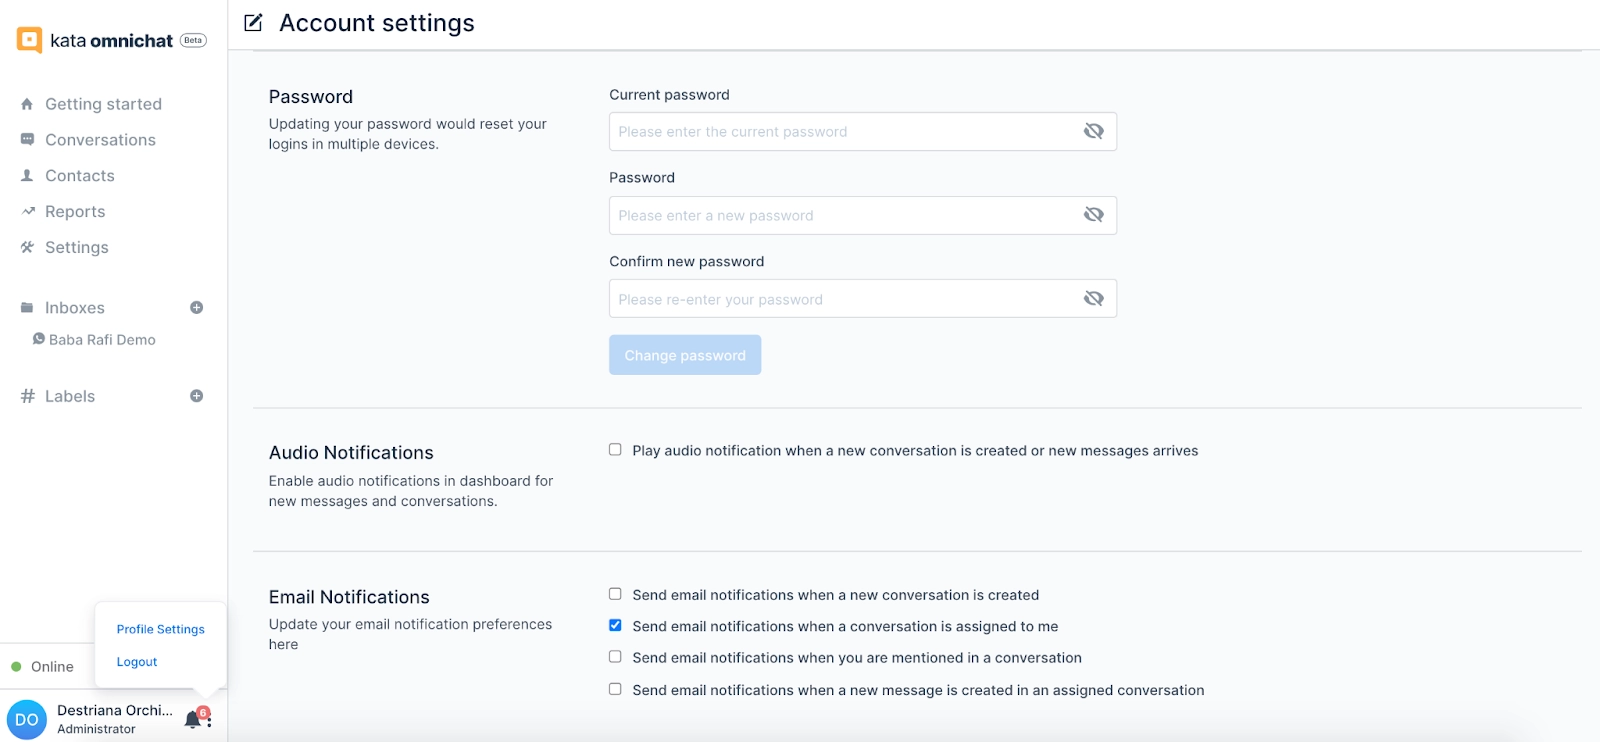 kata omnichat Beta
Getting started
Conversations
Contacts
Reports
Settings
Inboxes
Baba Rafi Demo
# Labels
Profile Settings
Logout
Online
DO
Destriana Orchi...
Administrator
6
Account settings
Password
Updating your password would reset your
logins in multiple devices.
Current password
Please enter the current password
Password
Please enter a new password
Confirm new password
Please re-enter your password
Change password
Audio Notifications
Enable audio notifications in dashboard for
new messages and conversations.
Play audio notification when a new conversation is created or new messages arrives
Email Notifications
Update your email notification preferences
here
Send email notifications when a new conversation is created
Send email notifications when a conversation is assigned to me
Send email notifications when you are mentioned in a conversation
Send email notifications when a new message is created in an assigned conversation